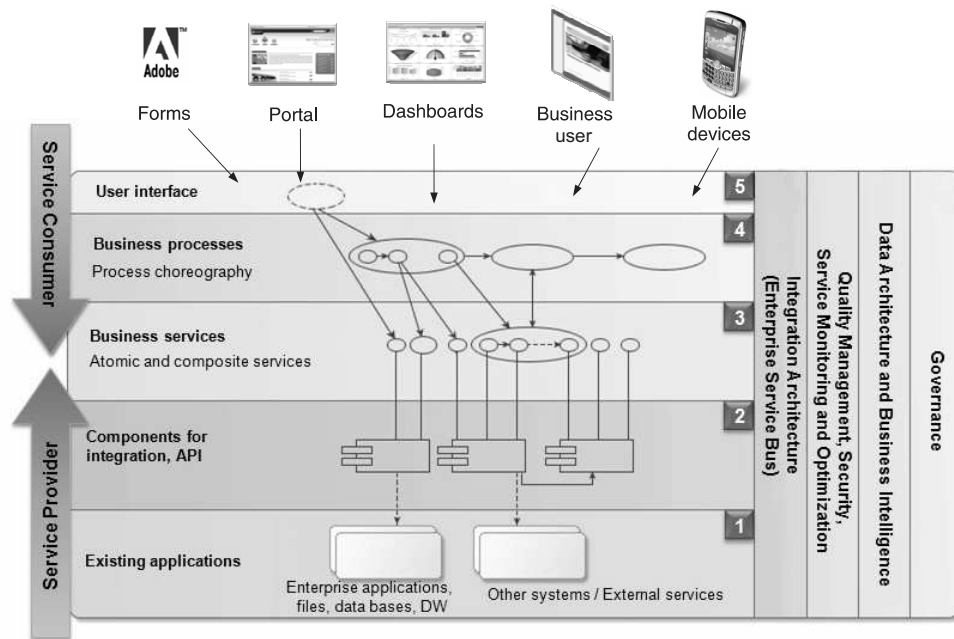 Adobe™
Forms
Portal
Dashboards
Business
user
Mobile
devices
Service Consumer
Service Provider
User interface
5
Business processes
Process choreography
4
Business services
Atomic and composite services
3
Components for
integration, API
2
Existing applications
1
Enterprise applications,
files, data bases, DW
Other systems / External services
Integration Architecture
(Enterprise Service Bus)
Quality Management, Security,
Service Monitoring and Optimization
Data Architecture and Business Intelligence
Governance